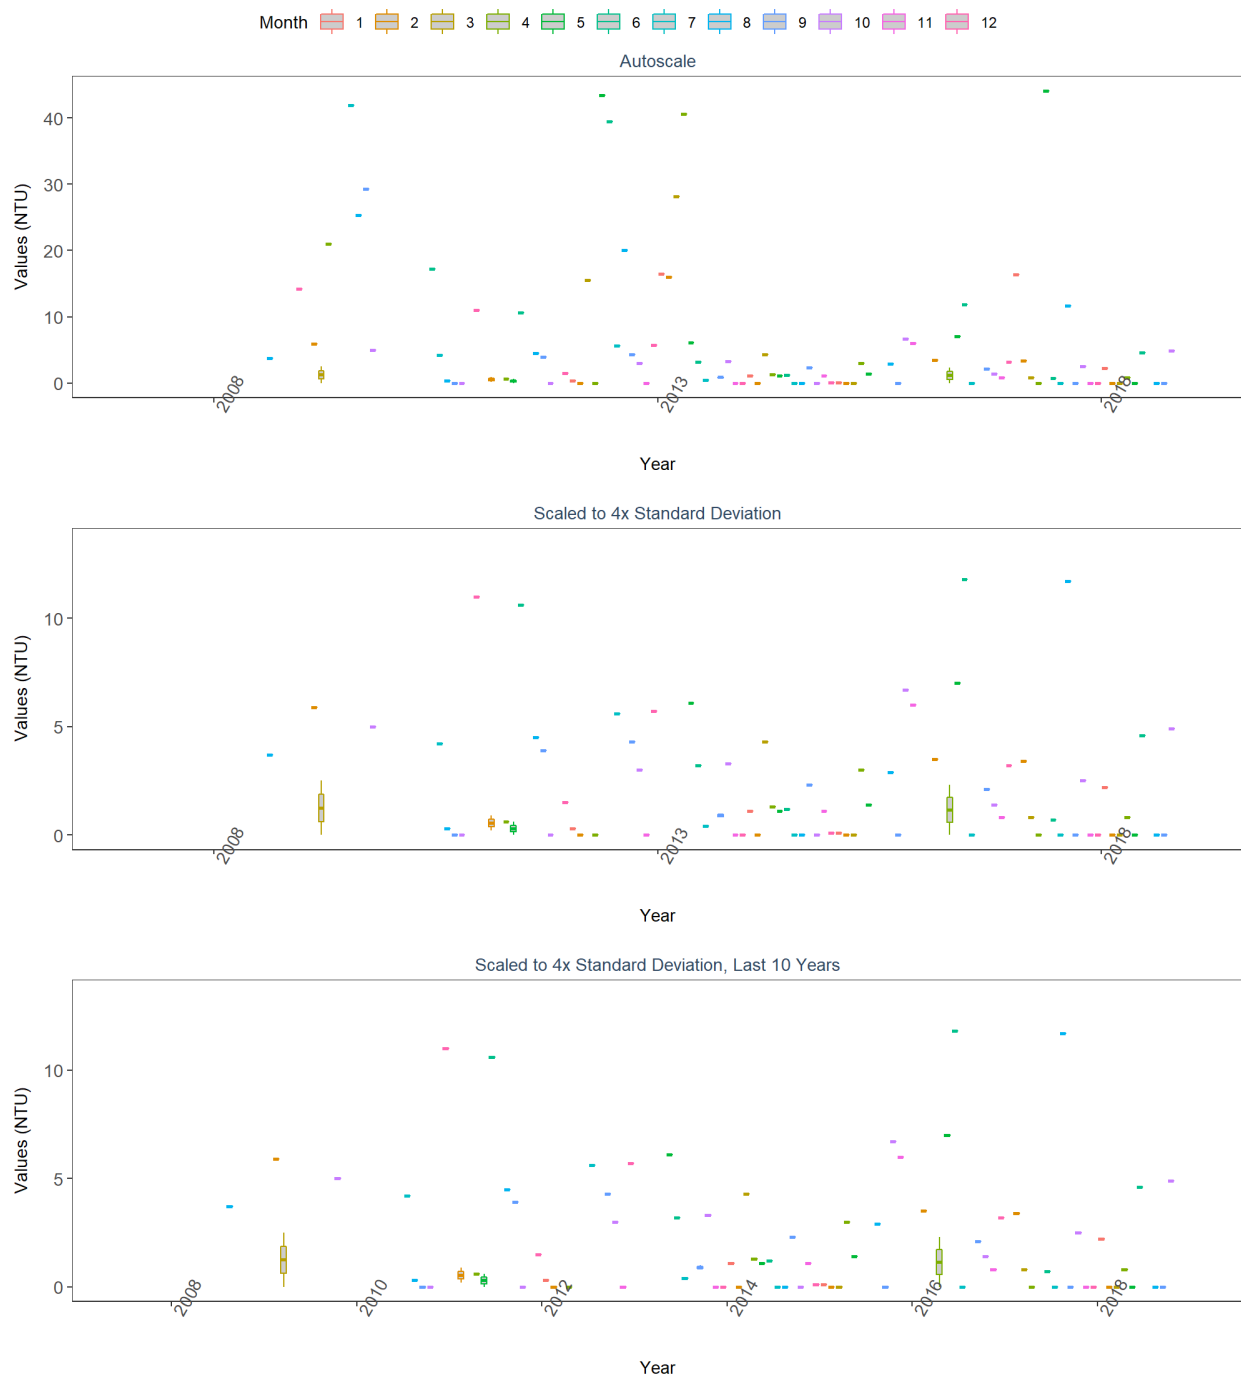 Month 1 2 3 4 5 6 7 8 9 10 11 12
Autoscale
Values (NTU)
40
30
20
10
0
2008 2013 2018
Year
Scaled to 4x Standard Deviation
Values (NTU)
10
5
0
2008 2013 2018
Year
Scaled to 4x Standard Deviation, Last 10 Years
Values (NTU)
10
5
0
2008 2010 2012 2014 2016 2018
Year